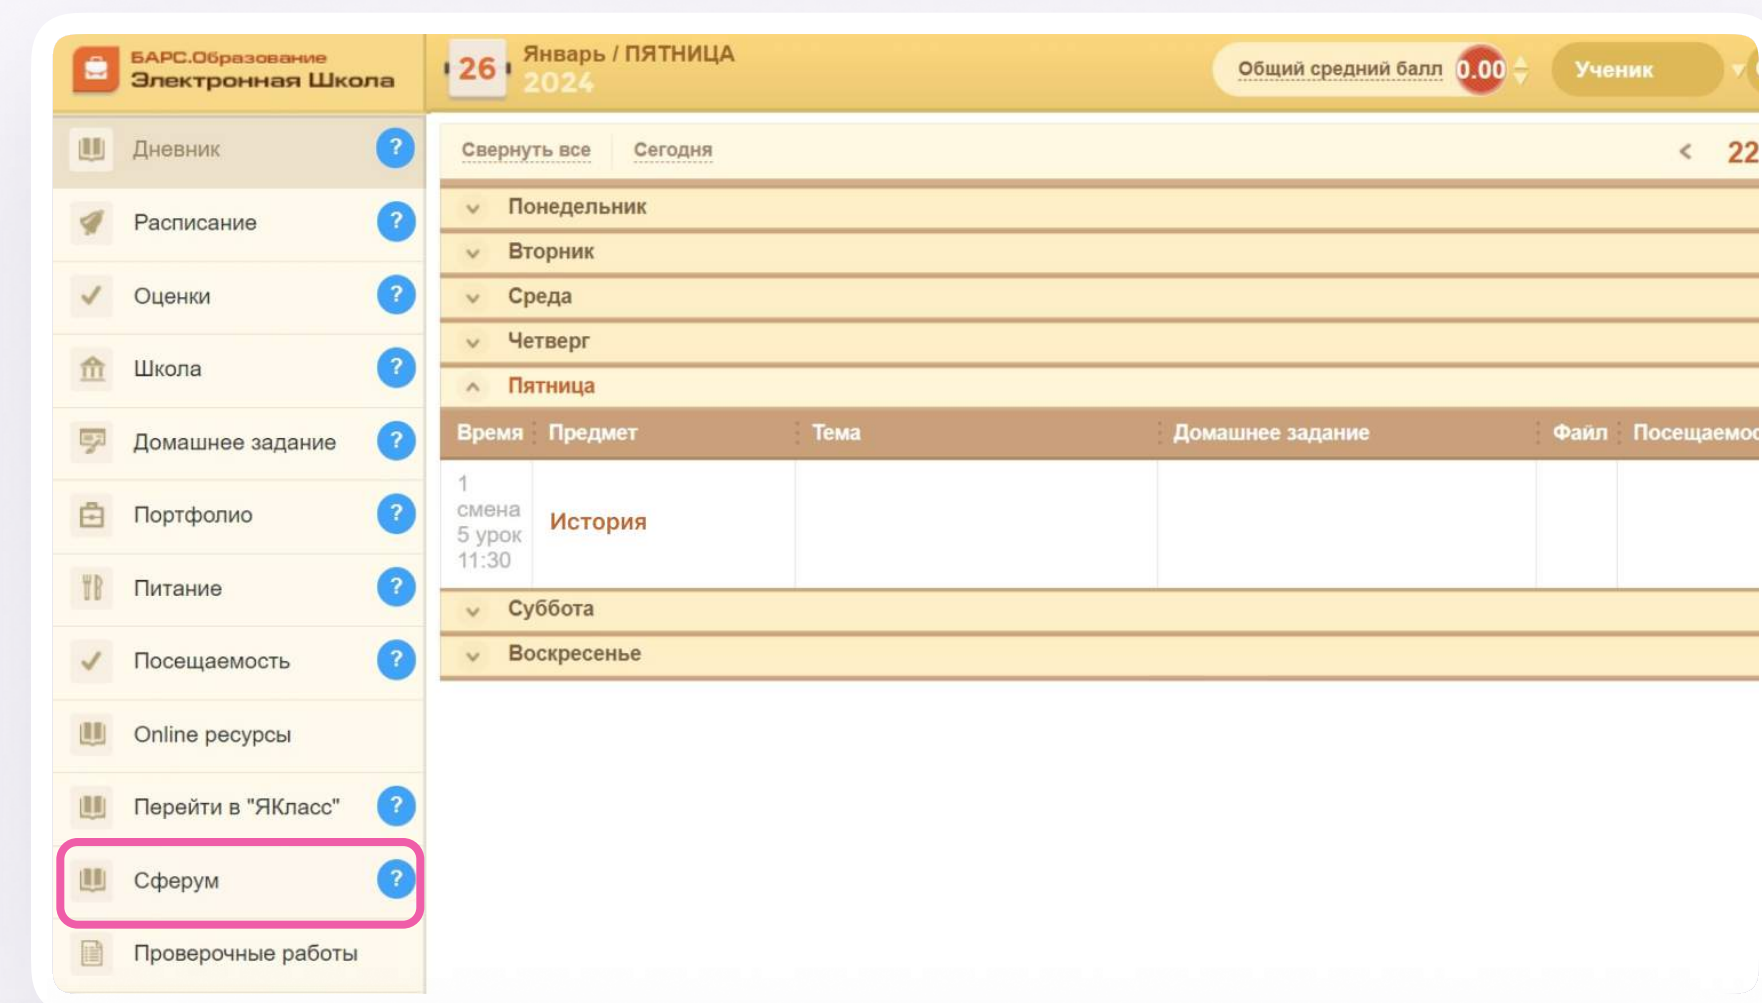 БАРС.Образование
Электронная Школа
26
Январь / ПЯТНИЦА
2024
Общий средний балл 0.00
Ученик
Дневник ?
Расписание ?
Оценки ?
Школа ?
Домашнее задание ?
Портфолио ?
Питание ?
Посещаемость ?
Online ресурсы
Перейти в "ЯКласс" ?
Сферум ?
Проверочные работы
Свернуть все Сегодня < 22
Понедельник
Вторник
Среда
Четверг
Пятница
Время Предмет Тема Домашнее задание Файл Посещаемос
1
смена
5 урок
11:30
История
Суббота
Воскресенье